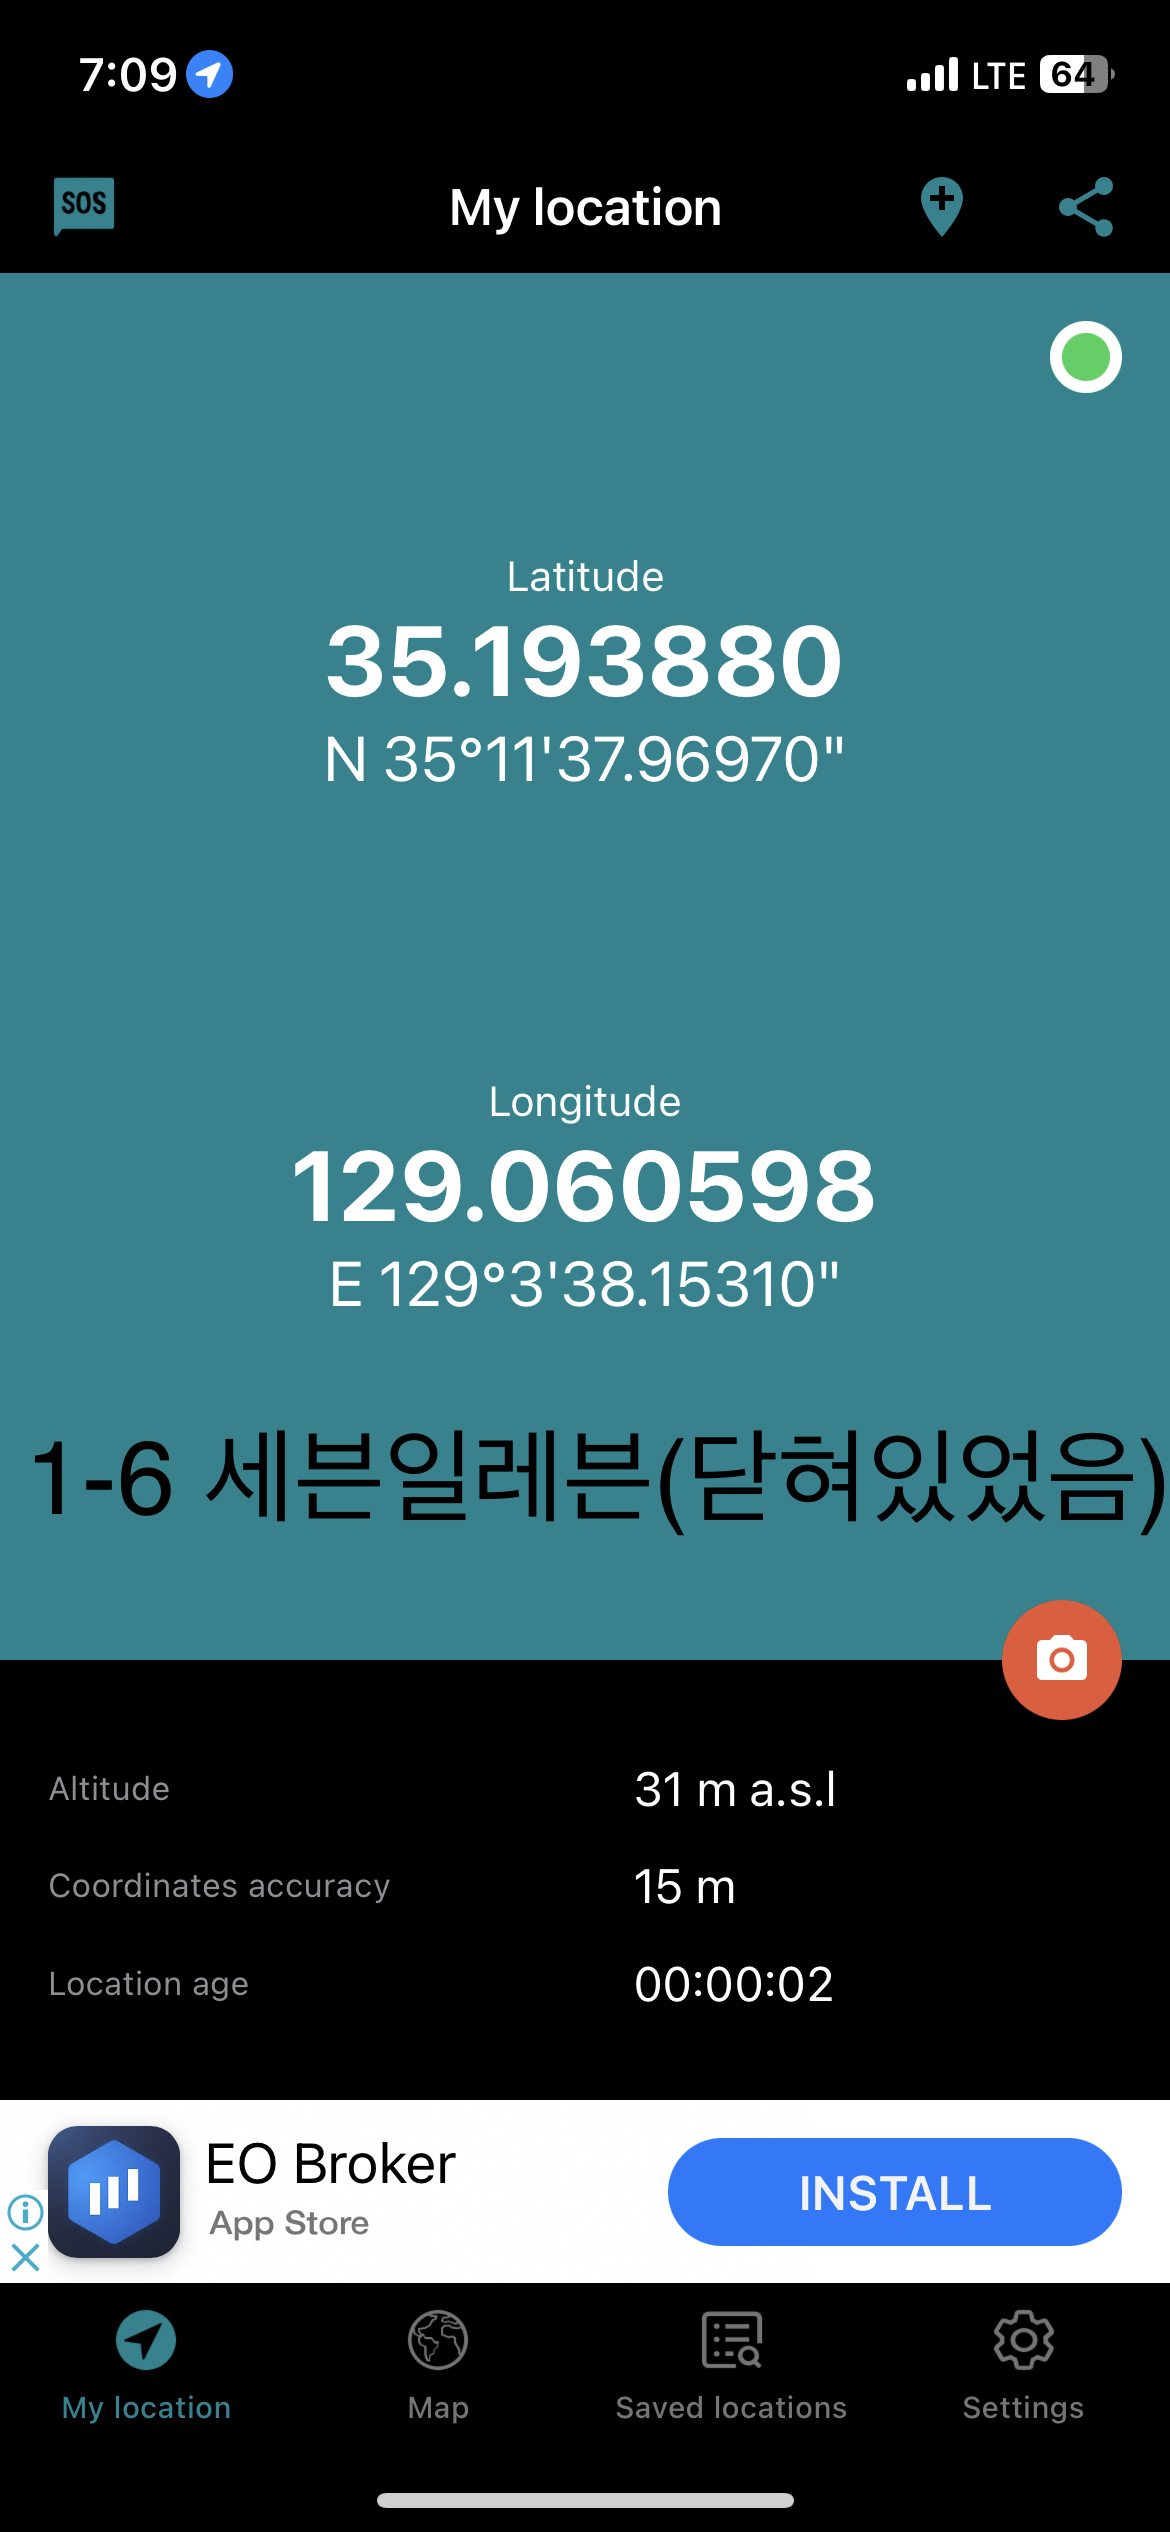 7:09
LTE 64
SOS
My location
Latitude
35.193880
N 35°11'37.96970"
Longitude
129.060598
E 129°3'38.15310"
1-6 세븐일레븐(닫혀있었음)
Altitude 31 m a.s.l
Coordinates accuracy 15 m
Location age 00:00:02
EO Broker
App Store
INSTALL
My location Map Saved locations Settings